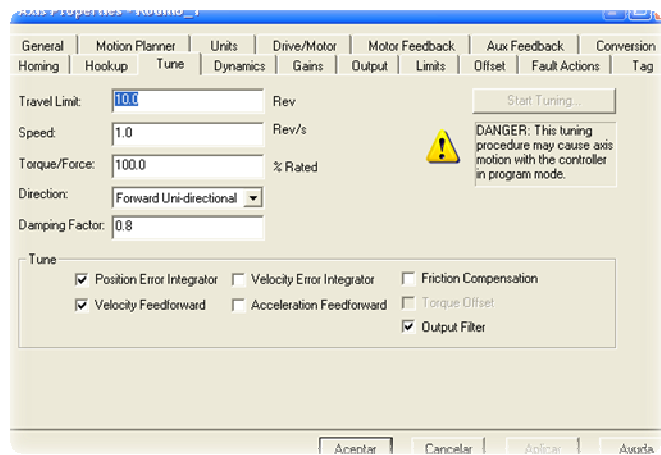 Axis Properties - Rodillo_1
General Motion Planner Units Drive/Motor Motor Feedback Aux Feedback Conversion
Homing Hookup Tune Dynamics Gains Output Limits Offset Fault Actions Tag
Travel Limit: 10.0 Rev
Start Tuning...
Speed: 1.0 Rev/s
DANGER: This tuning
procedure may cause axis
motion with the controller
in program mode.
Torque/Force: 100.0 % Rated
Direction: Forward Uni-directional
Damping Factor: 0.8
Tune
Position Error Integrator Velocity Error Integrator Friction Compensation
Velocity Feedforward Acceleration Feedforward Torque Offset
Output Filter
Aceptar Cancelar Aplicar Ayuda